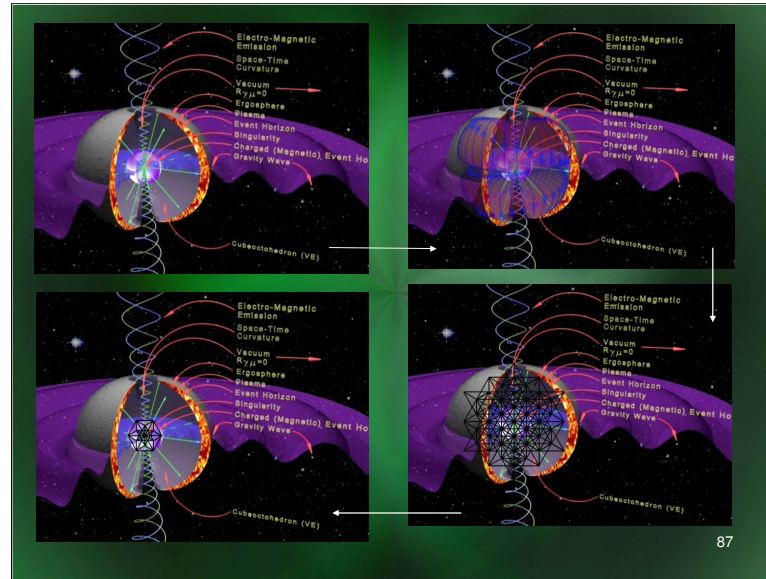 Electro-Magnetic
Emission
Space-Time
Curvature
Vacuum
Rγμ=0
Ergosphere
Plasma
Event Horizon
Singularity
Charged (Magnetic), Event Ho
Gravity Wave
Cubeoctohedron (VE)
Electro-Magnetic
Emission
Space-Time
Curvature
Vacuum
Rγμ=0
Ergosphere
Plasma
Event Horizon
Singularity
Charged (Magnetic), Event Ho
Gravity Wave
Cubeoctohedron (VE)
Electro-Magnetic
Emission
Space-Time
Curvature
Vacuum
Rγμ=0
Ergosphere
Plasma
Event Horizon
Singularity
Charged (Magnetic), Event Ho
Gravity Wave
Cubeoctohedron (VE)
Electro-Magnetic
Emission
Space-Time
Curvature
Vacuum
Rγμ=0
Ergosphere
Plasma
Event Horizon
Singularity
Charged (Magnetic), Event Ho
Gravity Wave
Cubeoctohedron (VE)
87